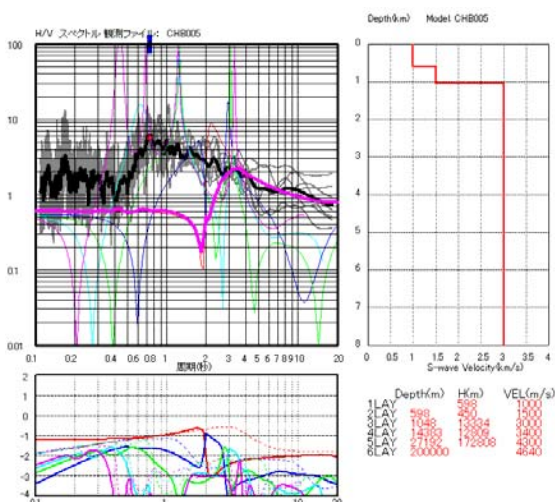 H/V スペクトル 観測ファイル: CHB005
Depth(km) Model CHB005
100
10
1
0.1
0.01
0.1 0.2 0.4 0.6 0.8 1 2 3 4 5 6 7 8 9 10 20
周期(秒)
0
1
2
3
4
5
6
7
8
0 0.5 1 1.5 2 2.5 3 3.5 4
S-wave Velocity(km/s)
2
1
0
-1
-2
-3
-4
0.1 1 10 20
Depth(m) H(m) VEL(m/s)
1LAY 598 1000
2LAY 598 450 1500
3LAY 1048 13334 3000
4LAY 3400
5LAY 27192 172808 4300
6LAY 200000 4640